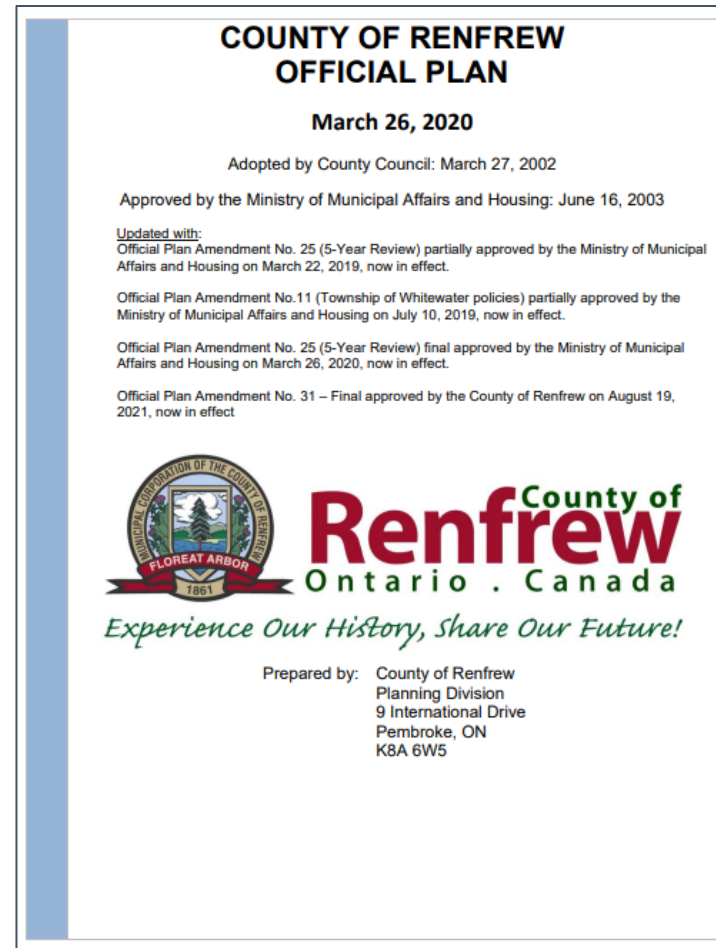 COUNTY OF RENFREW
OFFICIAL PLAN
March 26, 2020
Adopted by County Council: March 27, 2002
Approved by the Ministry of Municipal Affairs and Housing: June 16, 2003
Updated with:
Official Plan Amendment No. 25 (5-Year Review) partially approved by the Ministry of Municipal
Affairs and Housing on March 22, 2019, now in effect.
Official Plan Amendment No.11 (Township of Whitewater policies) partially approved by the
Ministry of Municipal Affairs and Housing on July 10, 2019, now in effect.
Official Plan Amendment No. 25 (5-Year Review) final approved by the Ministry of Municipal
Affairs and Housing on March 26, 2020, now in effect.
Official Plan Amendment No. 31 – Final approved by the County of Renfrew on August 19,
2021, now in effect
MUNICIPAL CORPORATION OF THE COUNTY OF RENFREW
FLOREAT ARBOR
1861
County of
Renfrew
Ontario . Canada
Experience Our History, Share Our Future!
Prepared by: County of Renfrew
Planning Division
9 International Drive
Pembroke, ON
K8A 6W5